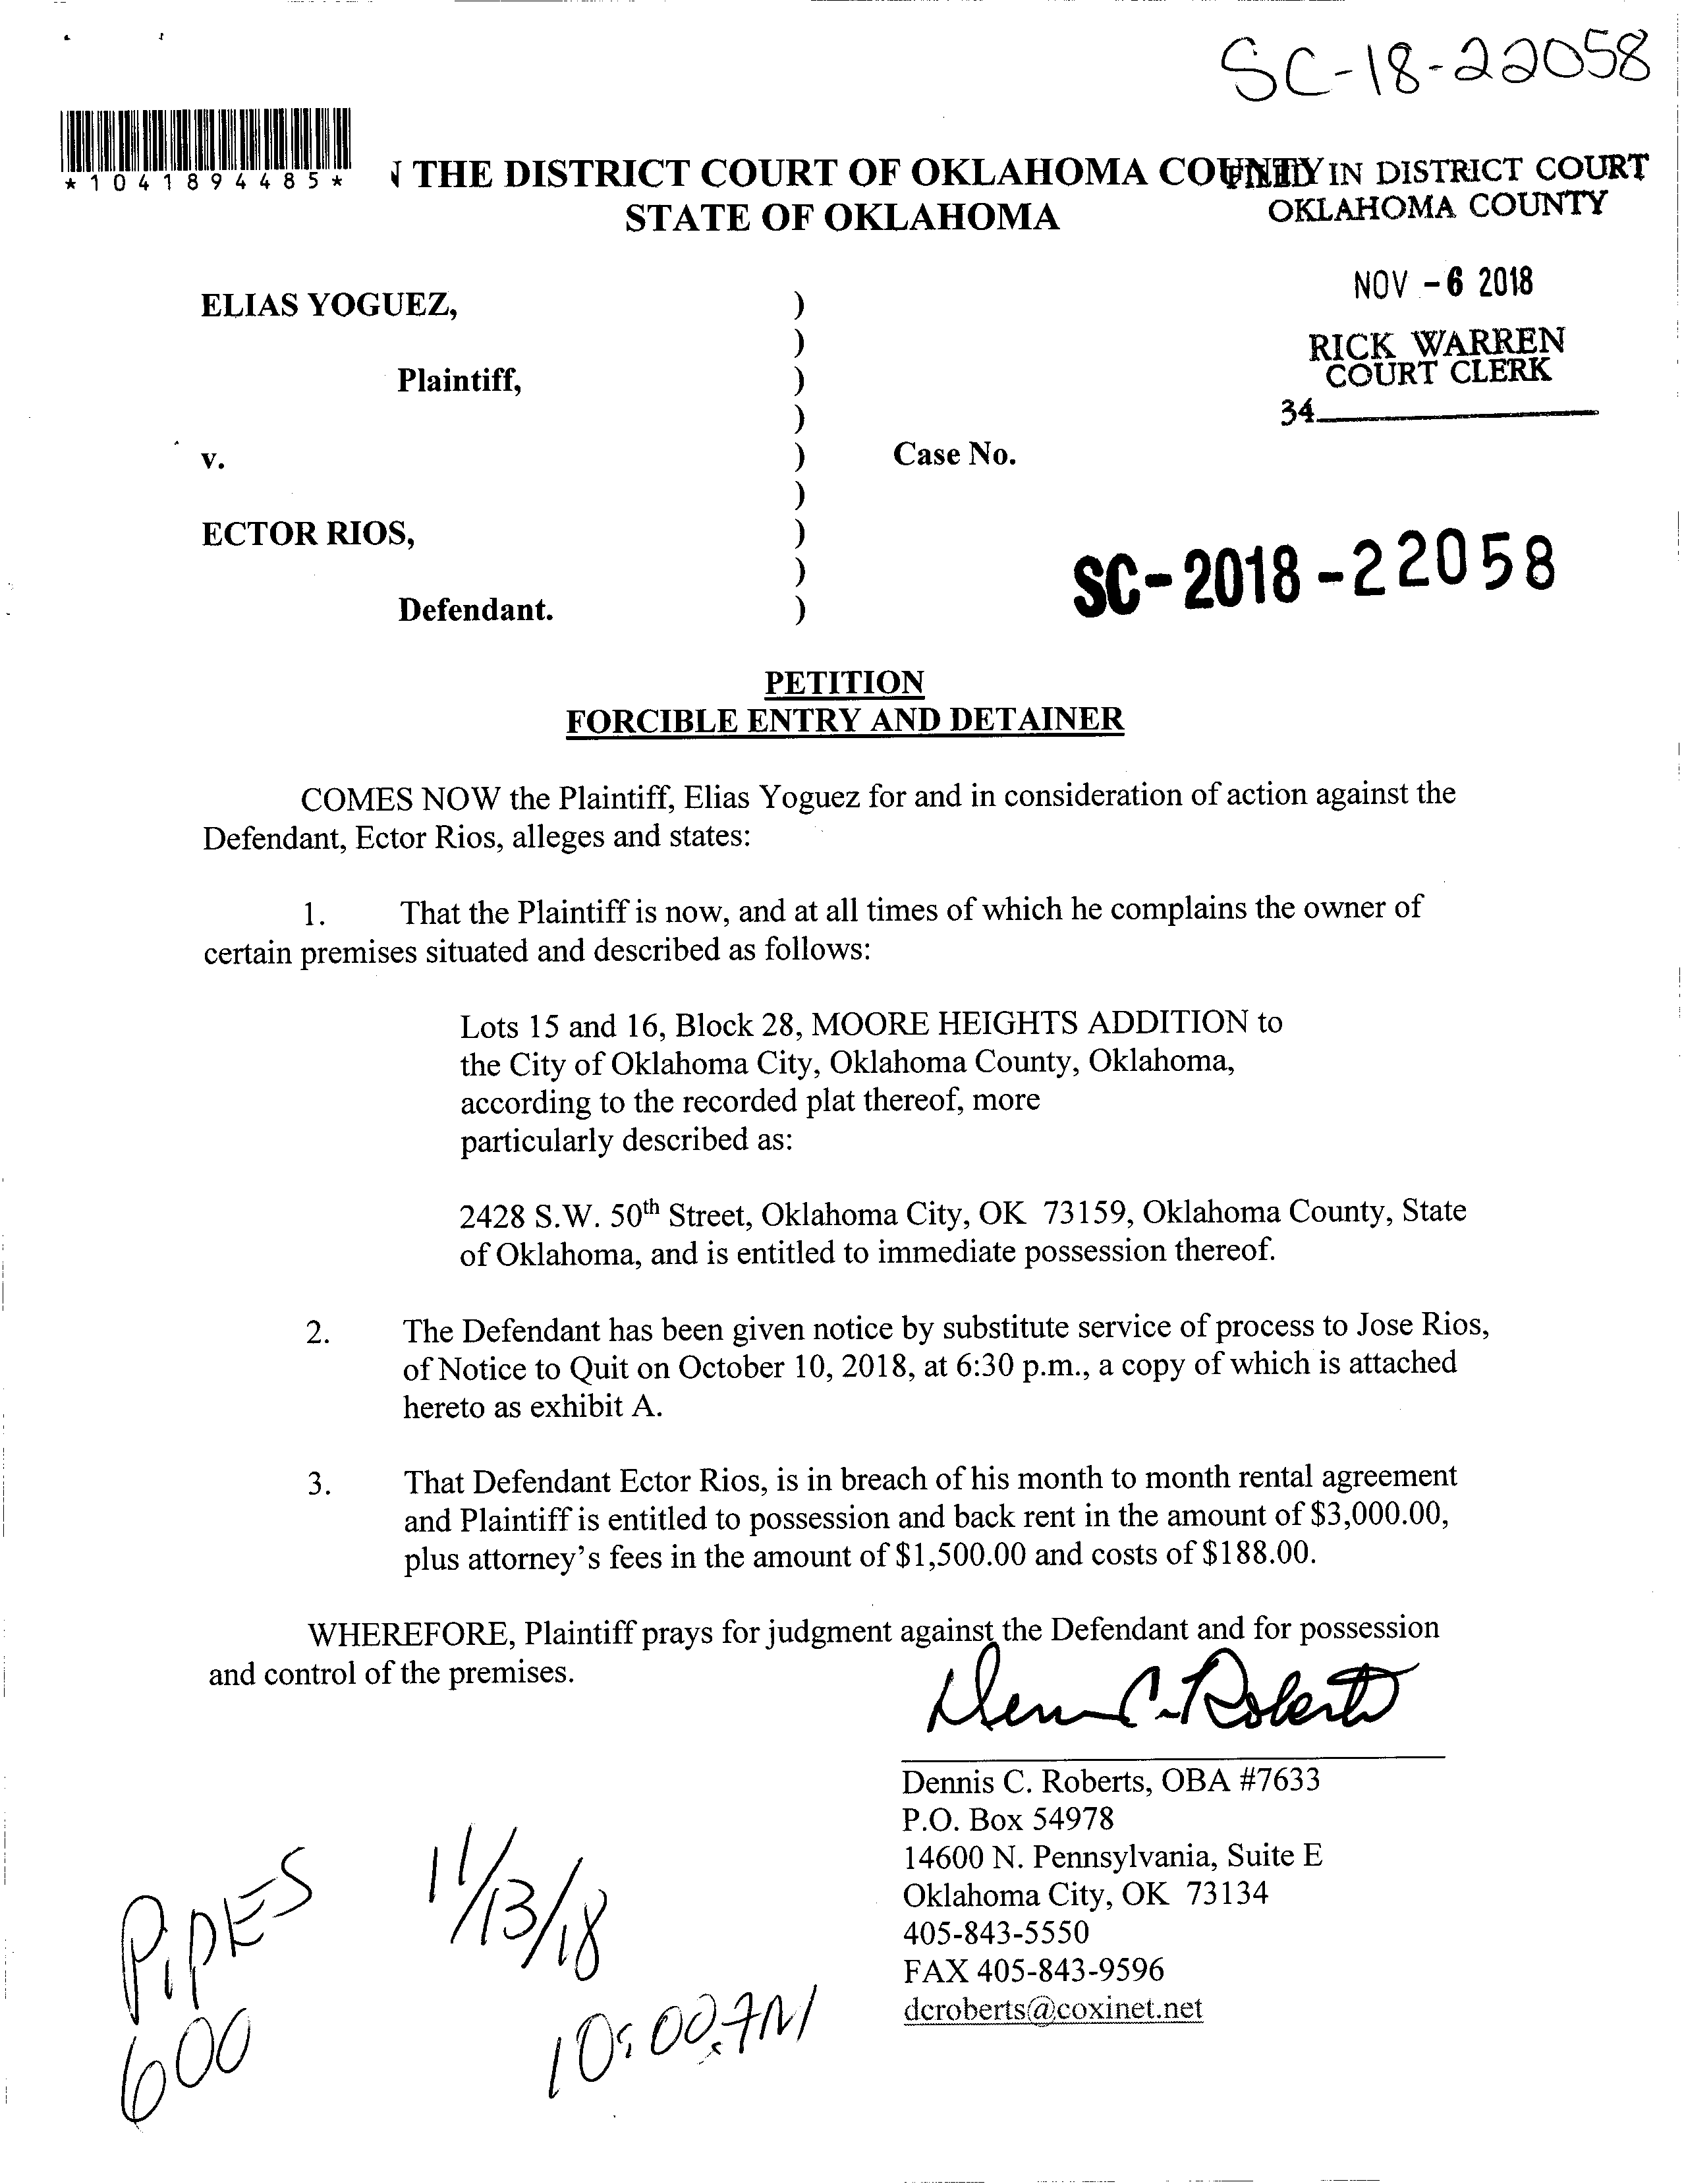 SC-18-22058
*1041894485*
N THE DISTRICT COURT OF OKLAHOMA COUNTY
STATE OF OKLAHOMA
FILED IN DISTRICT COURT
OKLAHOMA COUNTY
NOV -6 2018
RICK WARREN
COURT CLERK
34
ELIAS YOGUEZ, )
)
Plaintiff, )
)
v. ) Case No.
)
ECTOR RIOS, )
)
Defendant. )
SC-2018-22058
PETITION
FORCIBLE ENTRY AND DETAINER
COMES NOW the Plaintiff, Elias Yoguez for and in consideration of action against the
Defendant, Ector Rios, alleges and states:
1. That the Plaintiff is now, and at all times of which he complains the owner of
certain premises situated and described as follows:
Lots 15 and 16, Block 28, MOORE HEIGHTS ADDITION to
the City of Oklahoma City, Oklahoma County, Oklahoma,
according to the recorded plat thereof, more
particularly described as:
2428 S.W. 50th Street, Oklahoma City, OK 73159, Oklahoma County, State
of Oklahoma, and is entitled to immediate possession thereof.
2. The Defendant has been given notice by substitute service of process to Jose Rios,
of Notice to Quit on October 10, 2018, at 6:30 p.m., a copy of which is attached
hereto as exhibit A.
3. That Defendant Ector Rios, is in breach of his month to month rental agreement
and Plaintiff is entitled to possession and back rent in the amount of $3,000.00,
plus attorney's fees in the amount of $1,500.00 and costs of $188.00.
WHEREFORE, Plaintiff prays for judgment against the Defendant and for possession
and control of the premises.
Dennis C. Roberts
Dennis C. Roberts, OBA #7633
P.O. Box 54978
14600 N. Pennsylvania, Suite E
Oklahoma City, OK 73134
405-843-5550
FAX 405-843-9596
dcroberts@coxinet.net
PipES 11/13/18
600 10:00 AM